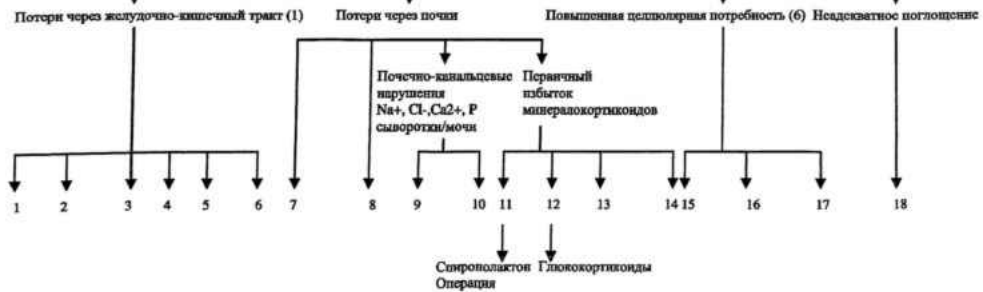 Потери через желудочно-кишечный тракт (1) Потери через почки Повышенная целлюлярная потребность (6) Неадекватное поглощение
Почечно-канальцевые
нарушения
Na+, Cl-,Ca2+, P
сыворотки/мочи
Первичный
избыток
минералокортикоидов
1 2 3 4 5 6 7 8 9 10 11 12 13 14 15 16 17 18
Спиронолактон
Операция
Глюкокортикоиды